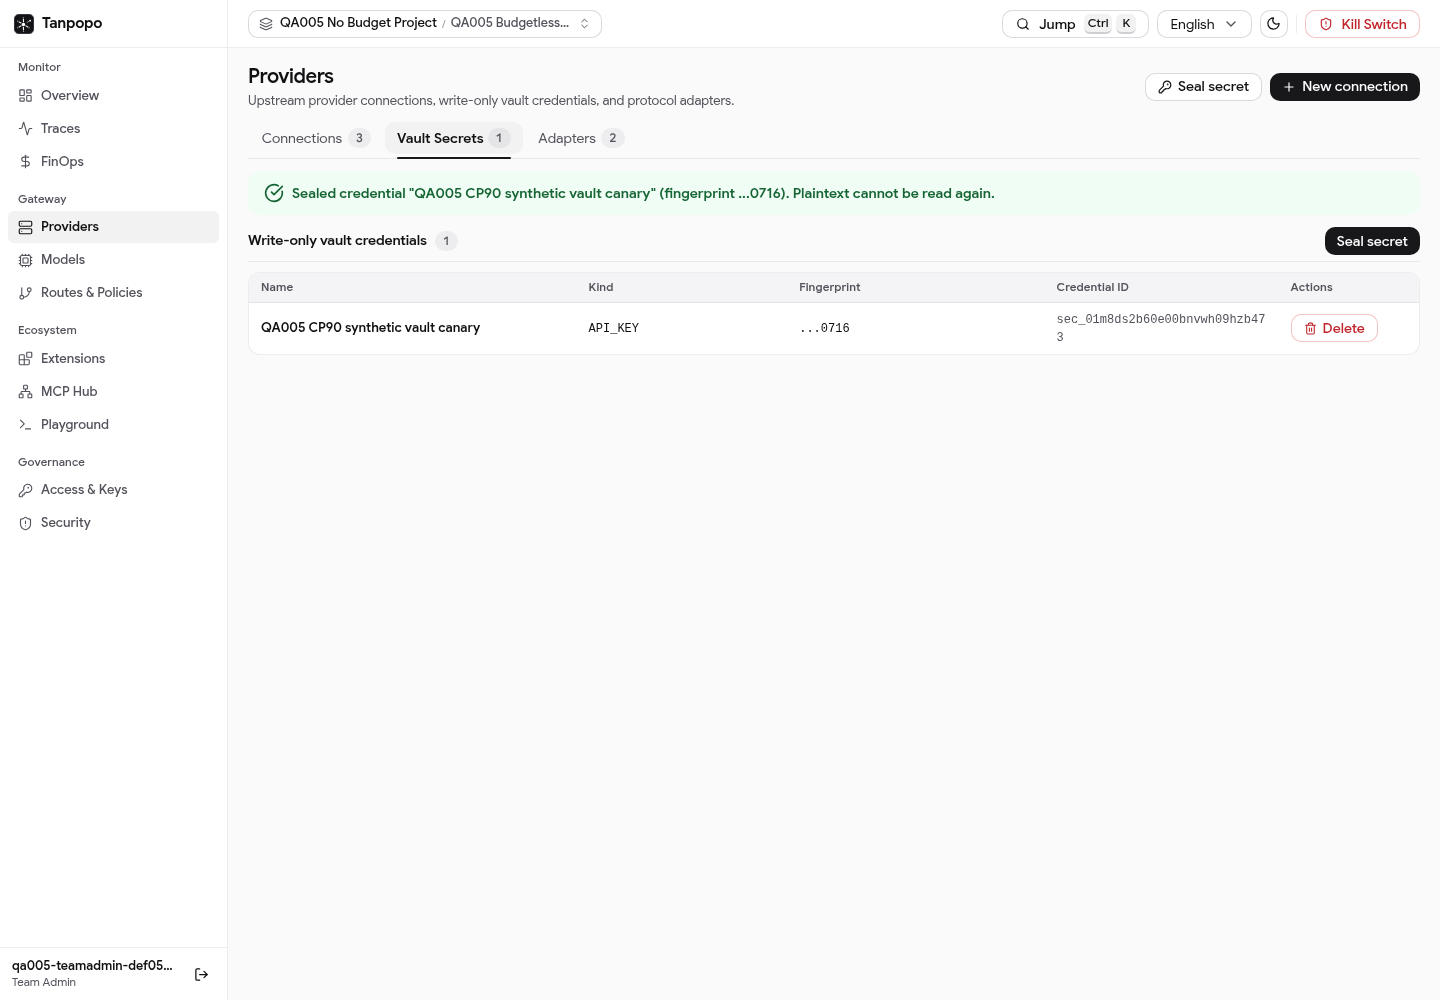 Tanpopo
QA005 No Budget Project / QA005 Budgetless...
Jump Ctrl K
English
Kill Switch
Monitor
Overview
Traces
FinOps
Gateway
Providers
Models
Routes & Policies
Ecosystem
Extensions
MCP Hub
Playground
Governance
Access & Keys
Security
qa005-teamadmin-def05...
Team Admin
Providers
Upstream provider connections, write-only vault credentials, and protocol adapters.
Seal secret
New connection
Connections 3
Vault Secrets 1
Adapters 2
Sealed credential "QA005 CP90 synthetic vault canary" (fingerprint ...0716). Plaintext cannot be read again.
Write-only vault credentials 1
Seal secret
Name Kind Fingerprint Credential ID Actions
QA005 CP90 synthetic vault canary API_KEY ...0716 sec_01m8ds2b60e00bnvwh09hzb47
3
Delete